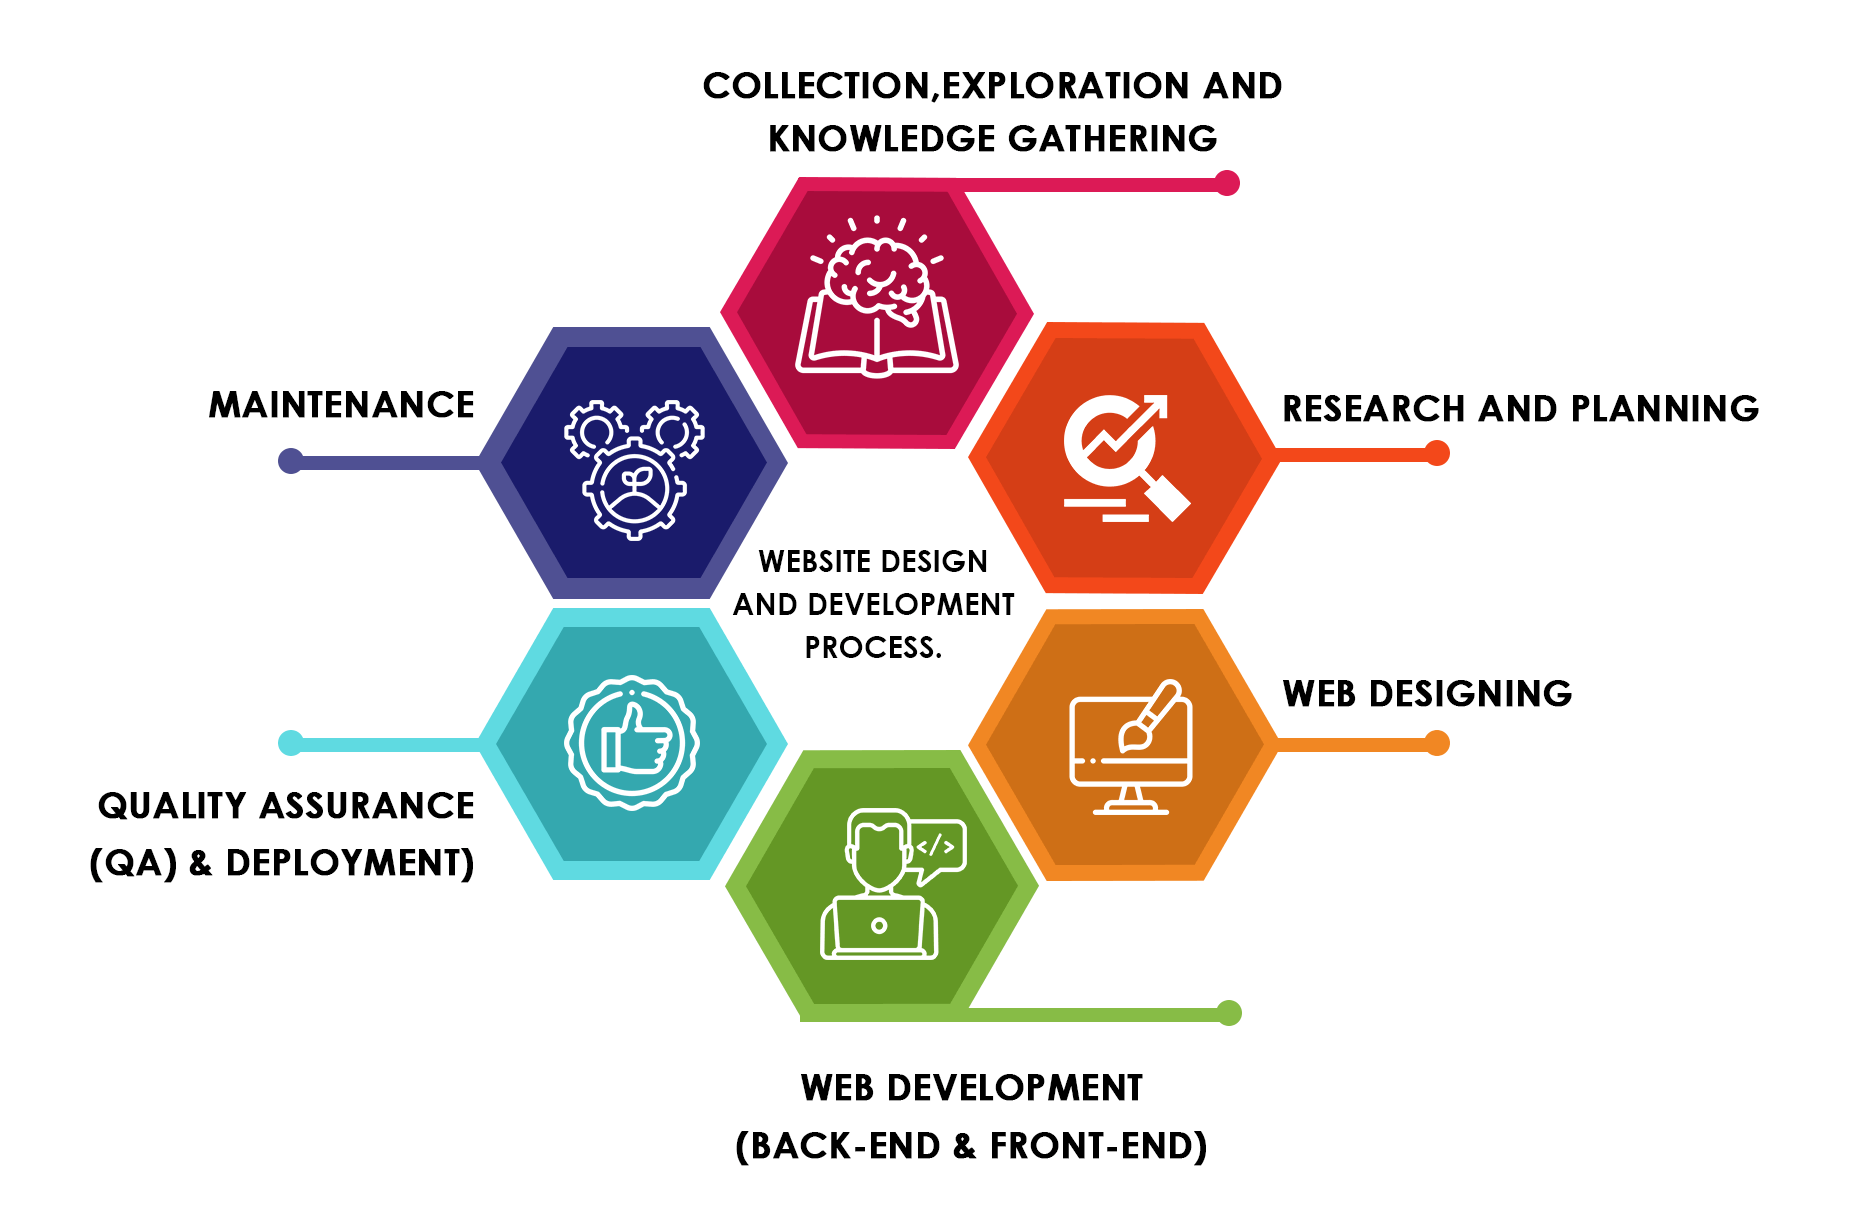 COLLECTION,EXPLORATION AND
KNOWLEDGE GATHERING
MAINTENANCE
RESEARCH AND PLANNING
WEBSITE DESIGN
AND DEVELOPMENT
PROCESS.
WEB DESIGNING
QUALITY ASSURANCE
(QA) & DEPLOYMENT)
</>
WEB DEVELOPMENT
(BACK-END & FRONT-END)